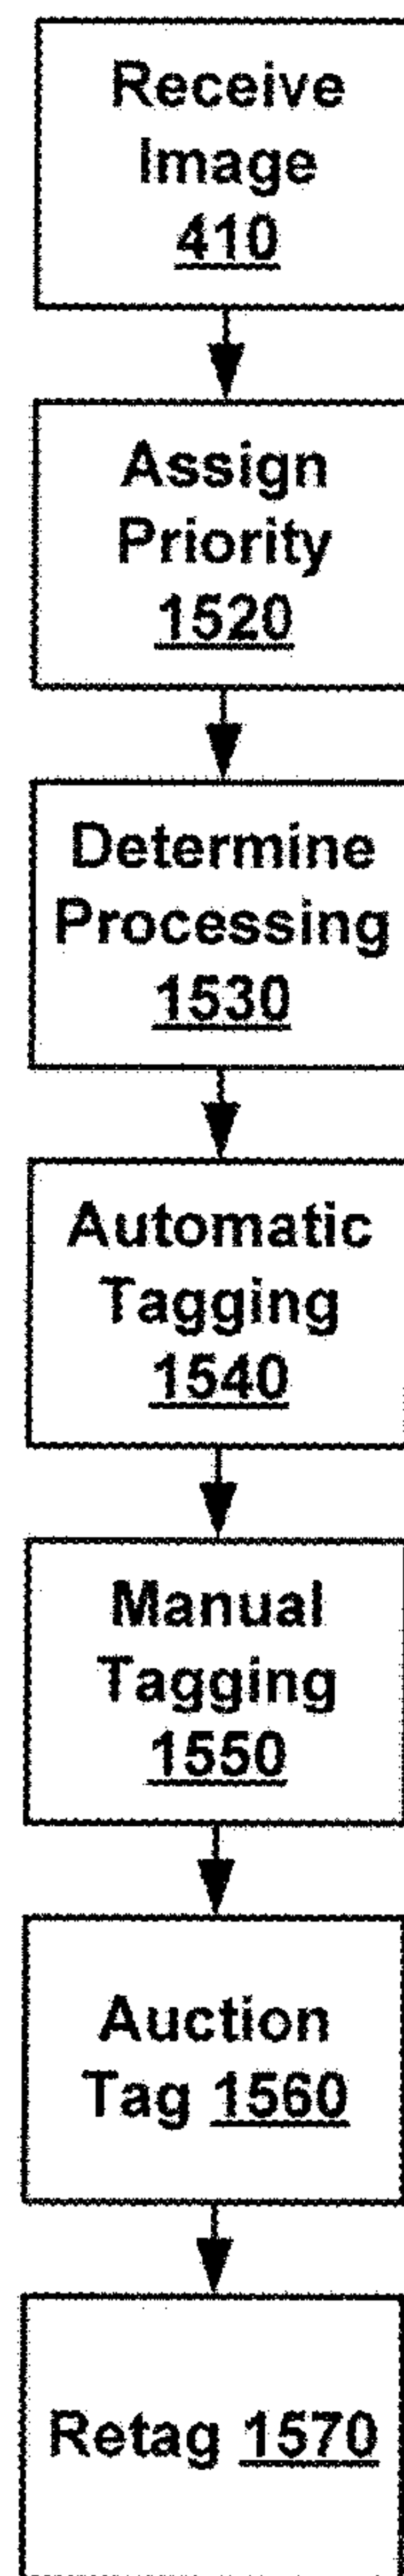 Receive
Image
410
Assign
Priority
1520
Determine
Processing
1530
Automatic
Tagging
1540
Manual
Tagging
1550
Auction
Tag 1560
Retag 1570